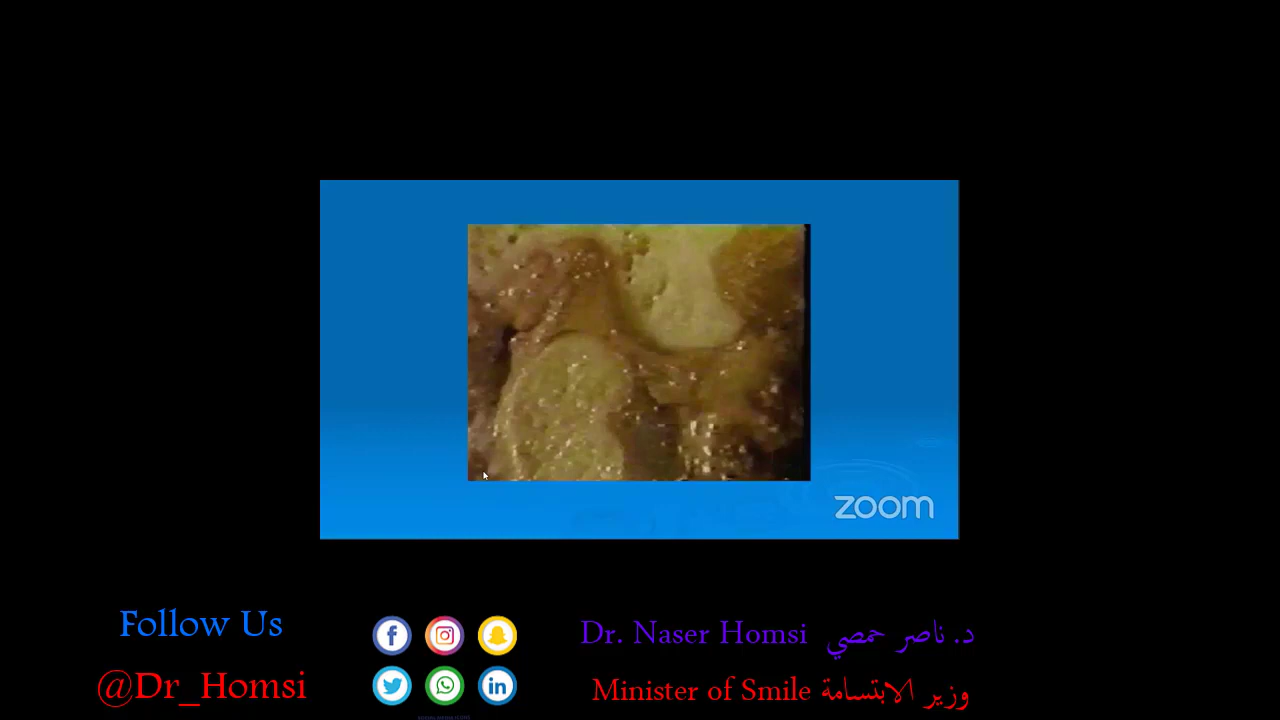 zoom
Follow Us
Dr. Naser Homsi د. ناصر حمصي
@Dr_Homsi
Minister of Smile وزير الابتسامة